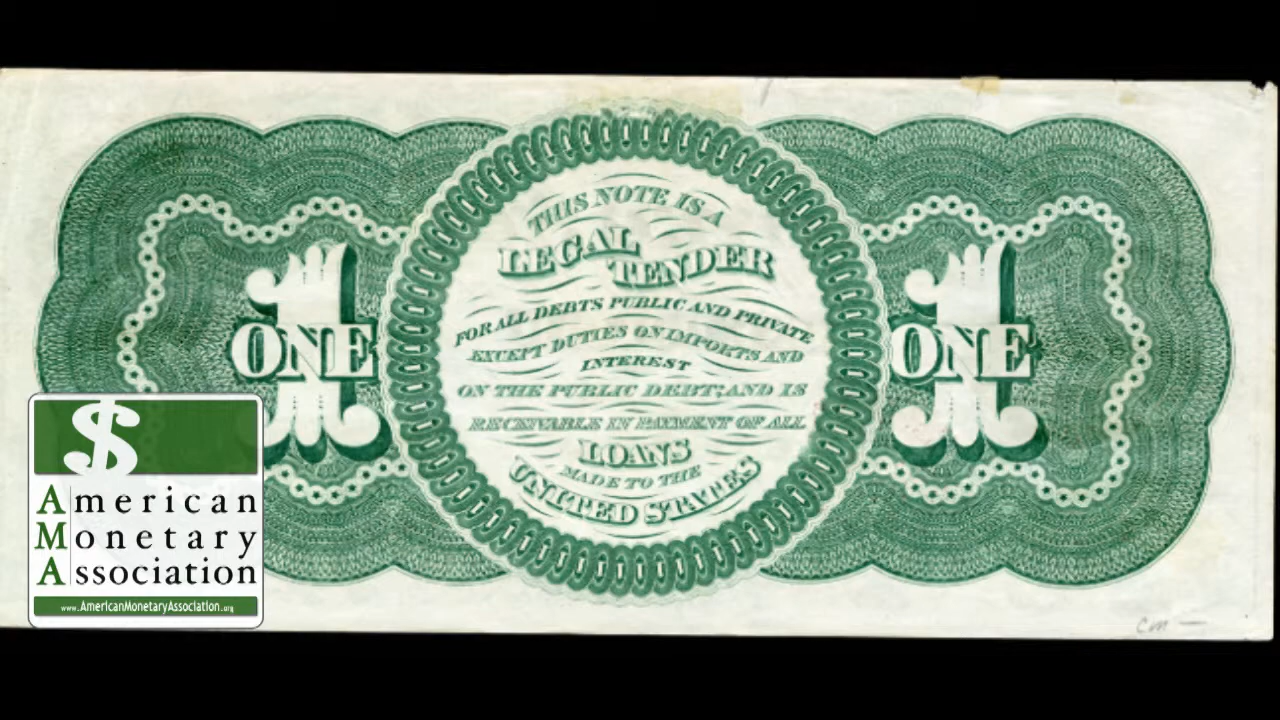 THIS NOTE IS A
LEGAL
TENDER
FOR ALL DEBTS PUBLIC AND PRIVATE
EXCEPT DUTIES ON IMPORTS AND
INTEREST
ON THE PUBLIC DEBT; AND IS
RECEIVABLE IN PAYMENT OF ALL
LOANS
MADE TO THE
UNITED STATES
1
ONE
1
ONE
$
American
Monetary
Association
www.AmericanMonetaryAssociation.org